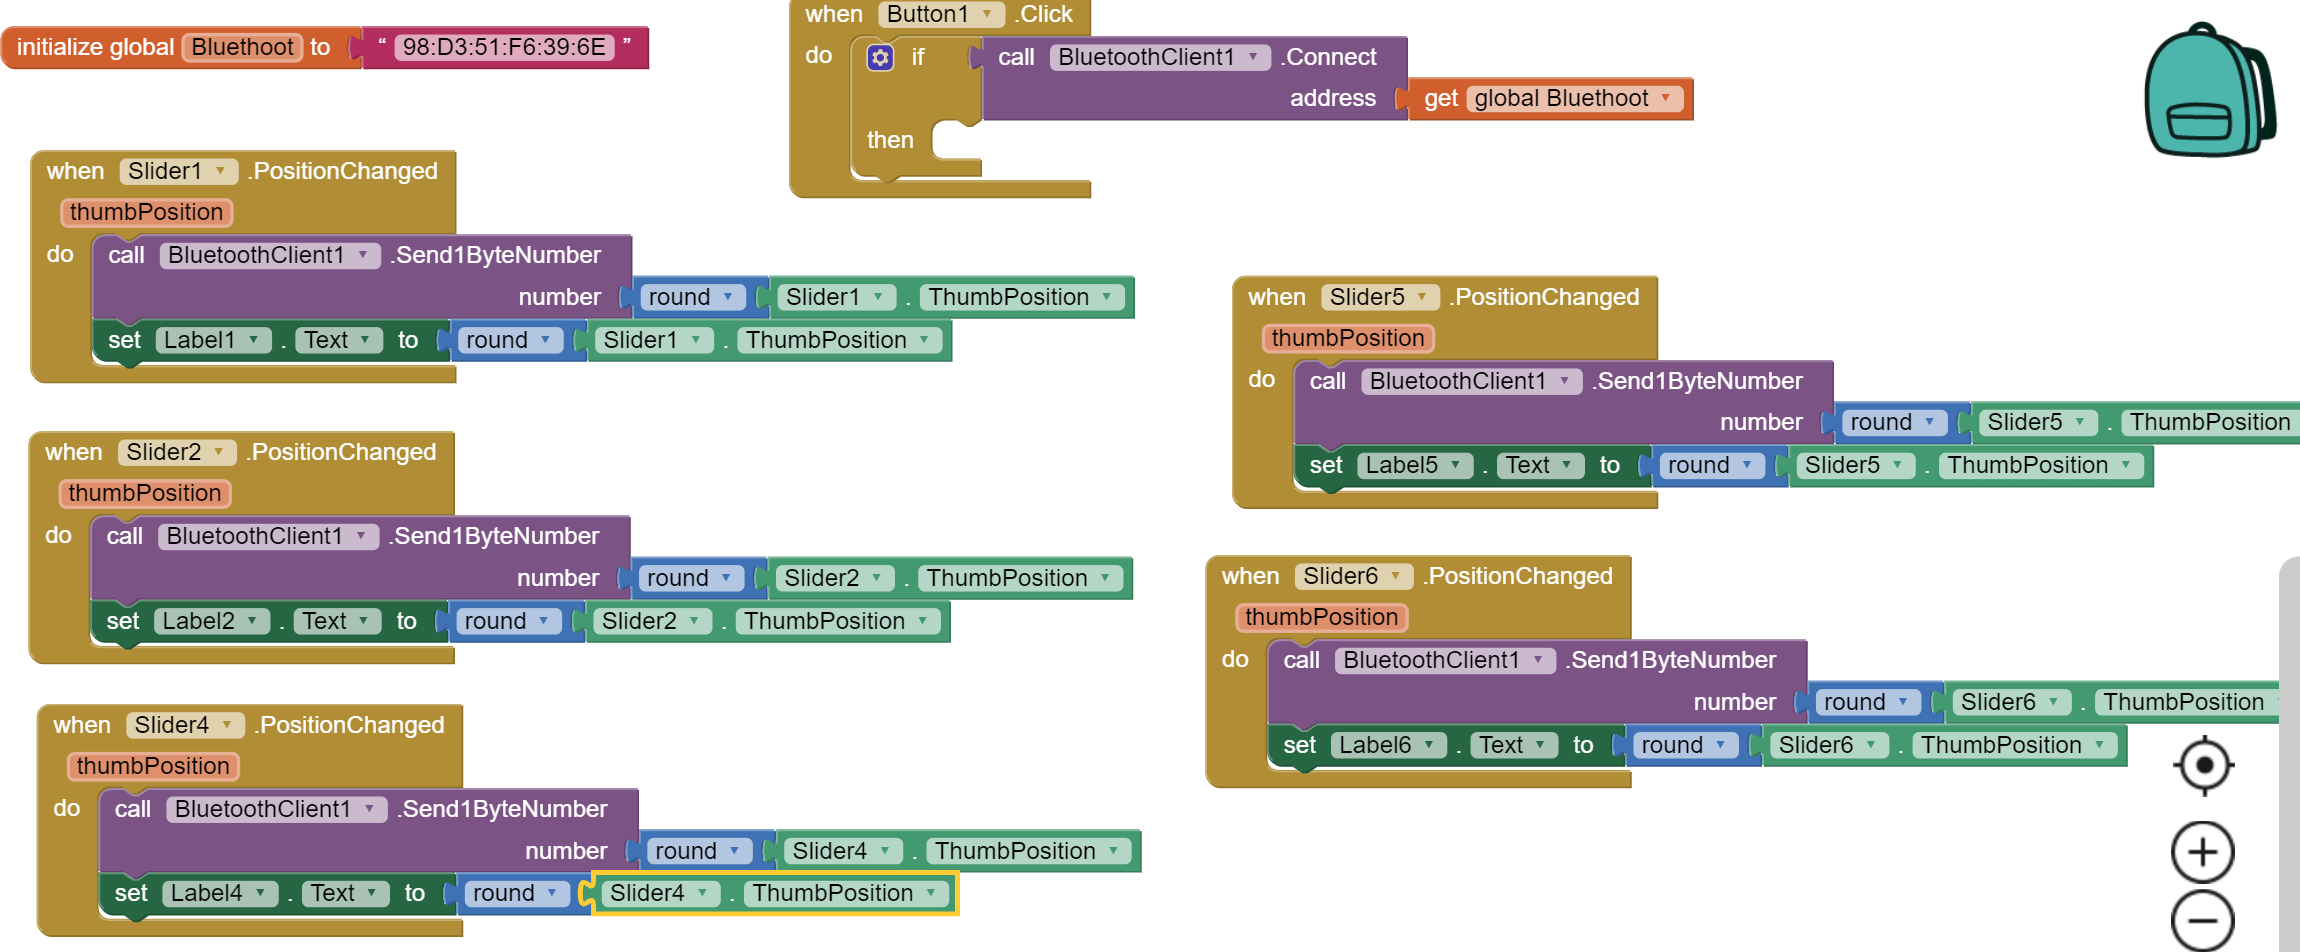 initialize global Bluethoot to “ 98:D3:51:F6:39:6E ”
when Button1 .Click
do if call BluetoothClient1 .Connect
address get global Bluethoot
then
when Slider1 .PositionChanged
thumbPosition
do call BluetoothClient1 .Send1ByteNumber
number round Slider1 . ThumbPosition
set Label1 . Text to round Slider1 . ThumbPosition
when Slider2 .PositionChanged
thumbPosition
do call BluetoothClient1 .Send1ByteNumber
number round Slider2 . ThumbPosition
set Label2 . Text to round Slider2 . ThumbPosition
when Slider4 .PositionChanged
thumbPosition
do call BluetoothClient1 .Send1ByteNumber
number round Slider4 . ThumbPosition
set Label4 . Text to round Slider4 . ThumbPosition
when Slider5 .PositionChanged
thumbPosition
do call BluetoothClient1 .Send1ByteNumber
number round Slider5 . ThumbPosition
set Label5 . Text to round Slider5 . ThumbPosition
when Slider6 .PositionChanged
thumbPosition
do call BluetoothClient1 .Send1ByteNumber
number round Slider6 . ThumbPosition
set Label6 . Text to round Slider6 . ThumbPosition